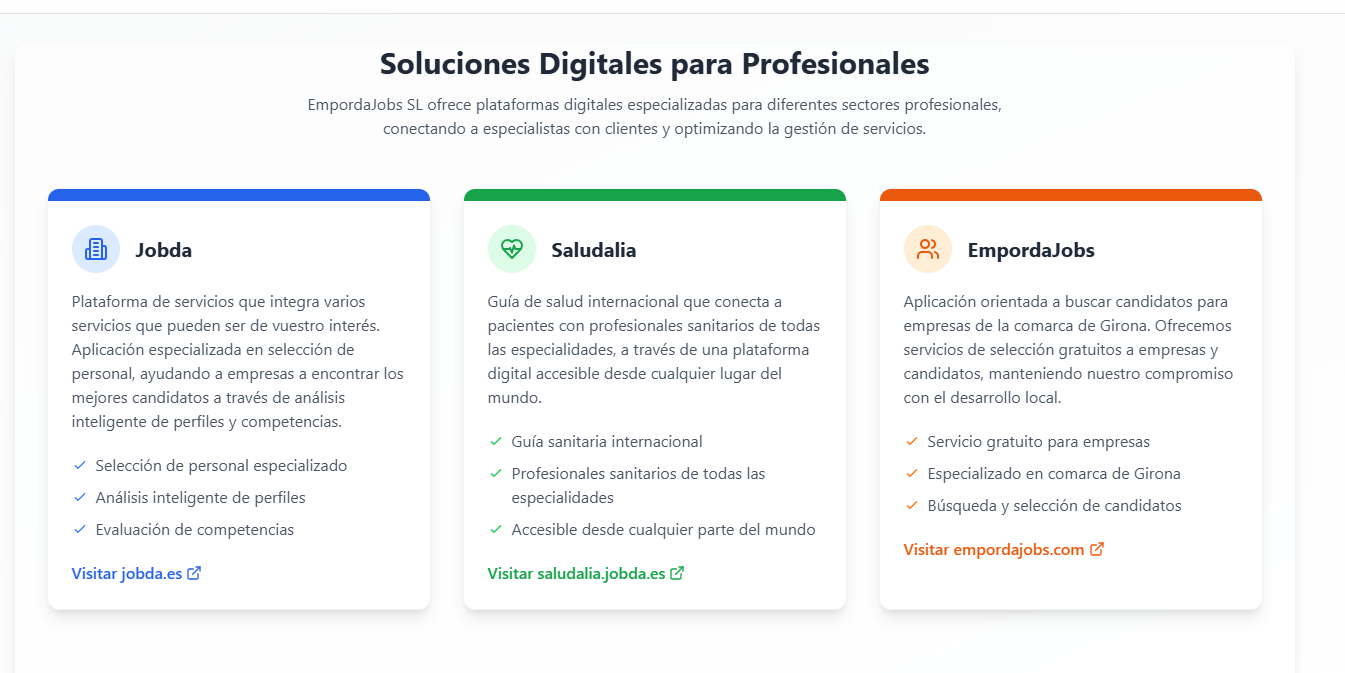 Soluciones Digitales para Profesionales
EmpordaJobs SL ofrece plataformas digitales especializadas para diferentes sectores profesionales,
conectando a especialistas con clientes y optimizando la gestión de servicios.
Jobda
Plataforma de servicios que integra varios
servicios que pueden ser de vuestro interés.
Aplicación especializada en selección de
personal, ayudando a empresas a encontrar los
mejores candidatos a través de análisis
inteligente de perfiles y competencias.
Selección de personal especializado
Análisis inteligente de perfiles
Evaluación de competencias
Visitar jobda.es
Saludalia
Guía de salud internacional que conecta a
pacientes con profesionales sanitarios de todas
las especialidades, a través de una plataforma
digital accesible desde cualquier lugar del
mundo.
Guía sanitaria internacional
Profesionales sanitarios de todas las
especialidades
Accesible desde cualquier parte del mundo
Visitar saludalia.jobda.es
EmpordaJobs
Aplicación orientada a buscar candidatos para
empresas de la comarca de Girona. Ofrecemos
servicios de selección gratuitos a empresas y
candidatos, manteniendo nuestro compromiso
con el desarrollo local.
Servicio gratuito para empresas
Especializado en comarca de Girona
Búsqueda y selección de candidatos
Visitar empordajobs.com